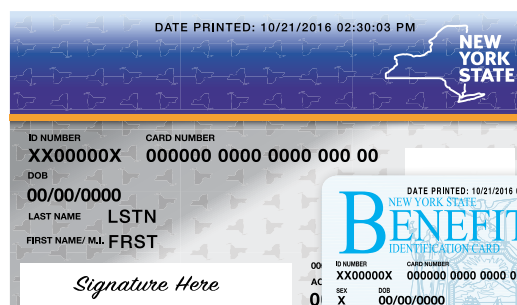 DATE PRINTED: 10/21/2016 02:30:03 PM
NEW
YORK
STATE
ID NUMBER CARD NUMBER
XX00000X 000000 0000 0000 000 00
DOB
00/00/0000
LAST NAME LSTN
FIRST NAME/ M.I. FRST
Signature Here
DATE PRINTED: 10/21/2016
NEW YORK STATE
BENEFIT
IDENTIFICATION CARD
ID NUMBER CARD NUMBER
XX00000X 000000 0000 0000 0
SEX DOB
X 00/00/0000